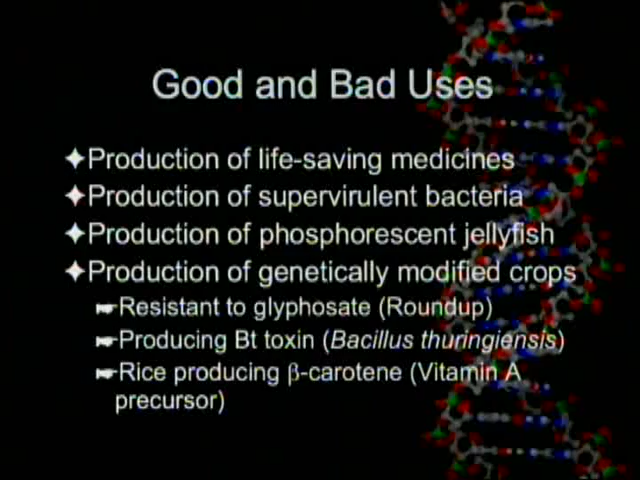 Good and Bad Uses
Production of life-saving medicines
Production of supervirulent bacteria
Production of phosphorescent jellyfish
Production of genetically modified crops
Resistant to glyphosate (Roundup)
Producing Bt toxin (Bacillus thuringiensis)
Rice producing β-carotene (Vitamin A
precursor)